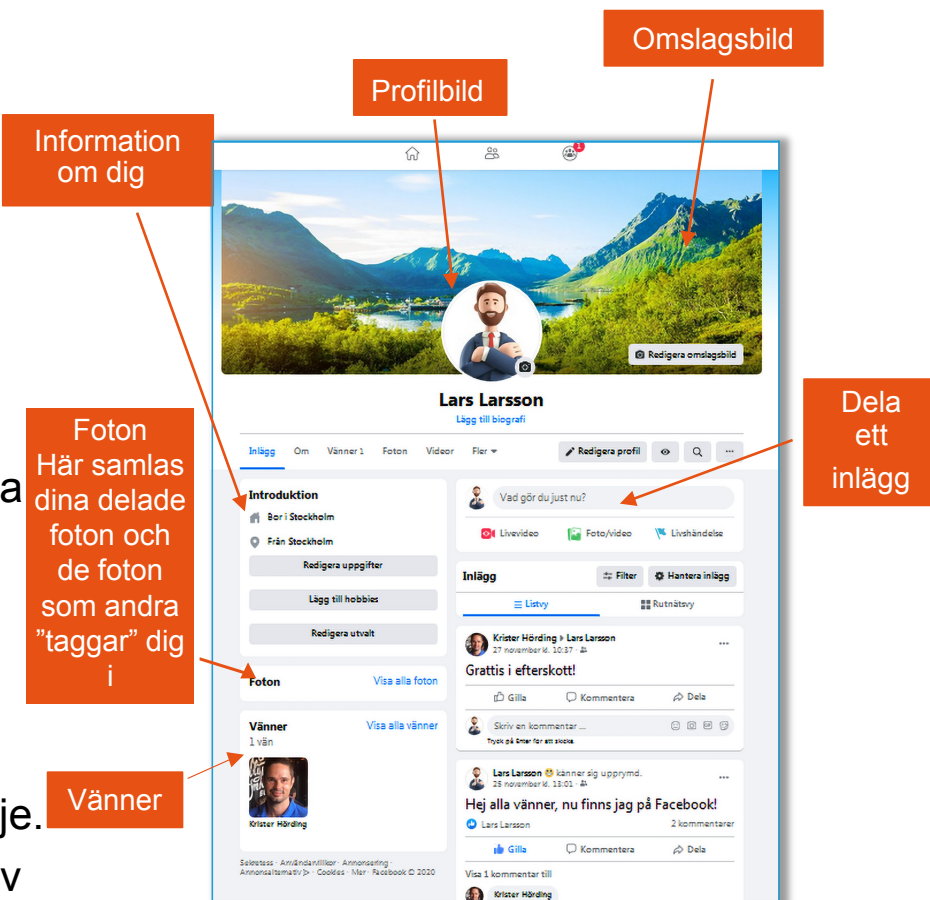 Omslagsbild
Profilbild
Information
om dig
1
Redigera omslagsbild
Lars Larsson
Lägg till biografi
Inlägg Om Vänner 1 Foton Videor Fler
Redigera profil
Dela
ett
inlägg
Foton
Här samlas
dina delade
foton och
de foton
som andra
”taggar” dig
i
a
Introduktion
Bor i Stockholm
Från Stockholm
Redigera uppgifter
Lägg till hobbies
Redigera utvalt
Foton Visa alla foton
Vänner Visa alla vänner
1 vän
Krister Hörding
Vänner
je.
v
Sekretess · Användarvillkor · Annonsering ·
Annonsalternativ · Cookies · Mer · Facebook © 2020
Vad gör du just nu?
Livevideo Foto/video Livshändelse
Inlägg Filter Hantera inlägg
Listvy Rutnätsvy
Krister Hörding Lars Larsson
27 november kl. 10:37 ·
Grattis i efterskott!
Gilla Kommentera Dela
Skriv en kommentar ...
GIF
Tryck på Enter för att skicka.
Lars Larsson känner sig upprymd.
25 november kl. 13:01 ·
Hej alla vänner, nu finns jag på Facebook!
Lars Larsson 2 kommentarer
Gilla Kommentera Dela
Visa 1 kommentar till
Krister Hörding